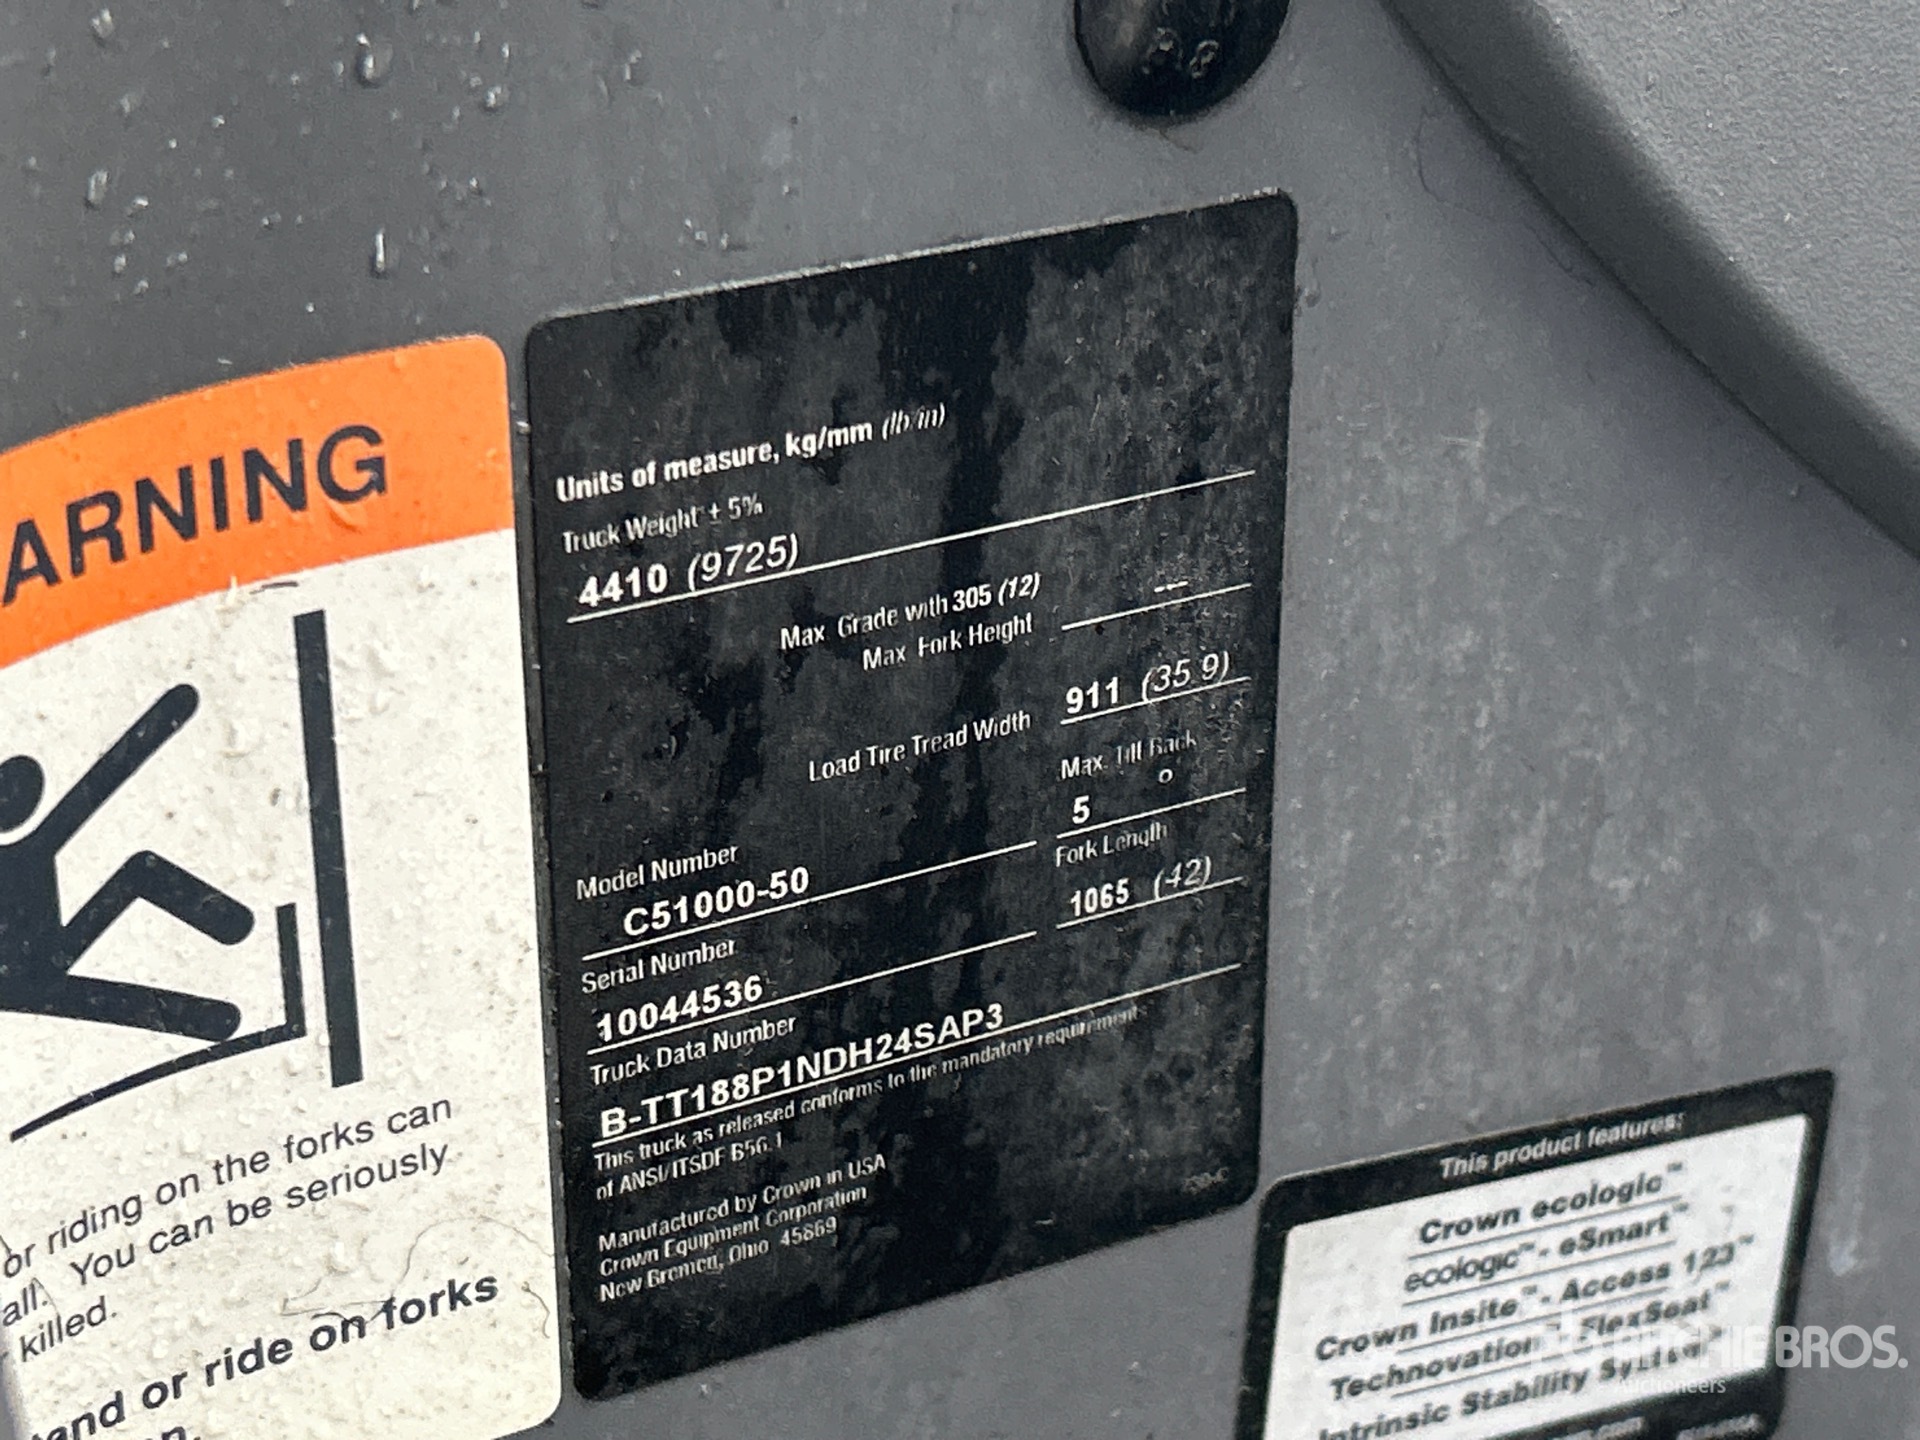 ARNING
or riding on the forks can
all. You can be seriously
killed.
and or ride on forks
Units of measure, kg/mm (lb/in)
Truck Weight ± 5%
4410 (9725)
Max. Grade with 305 (12)
Max Fork Height
---
Load Tire Tread Width
911 (35.9)
Max. Tilt Back
5 °
Model Number
C51000-50
Fork Length
1065 (42)
Serial Number
10044536
Truck Data Number
B-TT188P1NDH24SAP3
This truck as released conforms to the mandatory requirements
of ANSI/ITSDF B56.1
Manufactured by Crown in USA
Crown Equipment Corporation
New Bremen, Ohio 45869
This product features:
Crown ecologic™
ecologic™- eSmart™
Crown Insite™- Access 123™
Technovation™ FlexSeat™
Intrinsic Stability System™
RITCHIE BROS.
Auctioneers